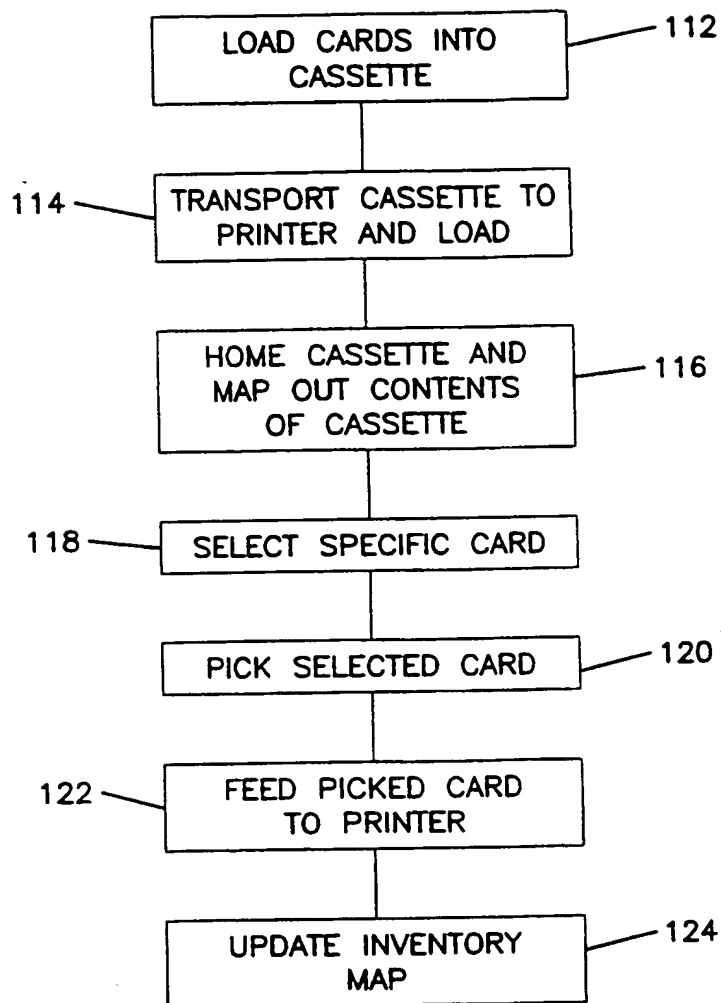 LOAD CARDS INTO
CASSETTE
112
114
TRANSPORT CASSETTE TO
PRINTER AND LOAD
HOME CASSETTE AND
MAP OUT CONTENTS
OF CASSETTE
116
118
SELECT SPECIFIC CARD
PICK SELECTED CARD
120
122
FEED PICKED CARD
TO PRINTER
UPDATE INVENTORY
MAP
124